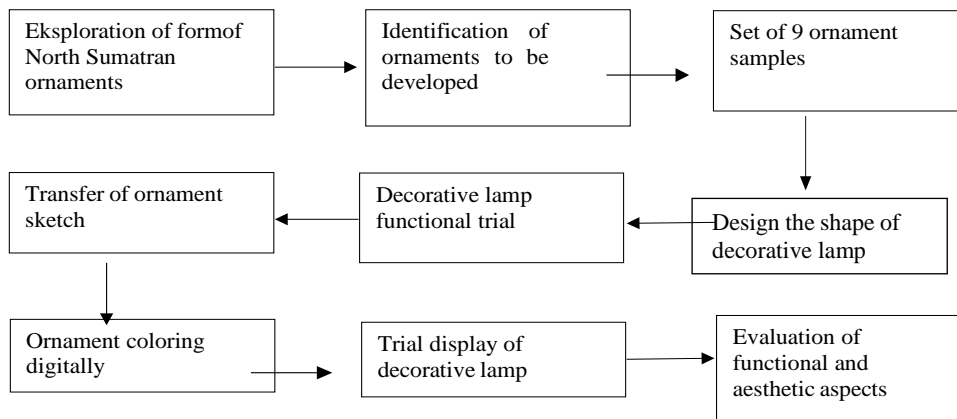 Eksploration of formof
North Sumatran
ornaments
Identification of
ornaments to be
developed
Set of 9 ornament
samples
Transfer of ornament
sketch
Decorative lamp
functional trial
Design the shape of
decorative lamp
Ornament coloring
digitally
Trial display of
decorative lamp
Evaluation of
functional and
aesthetic aspects